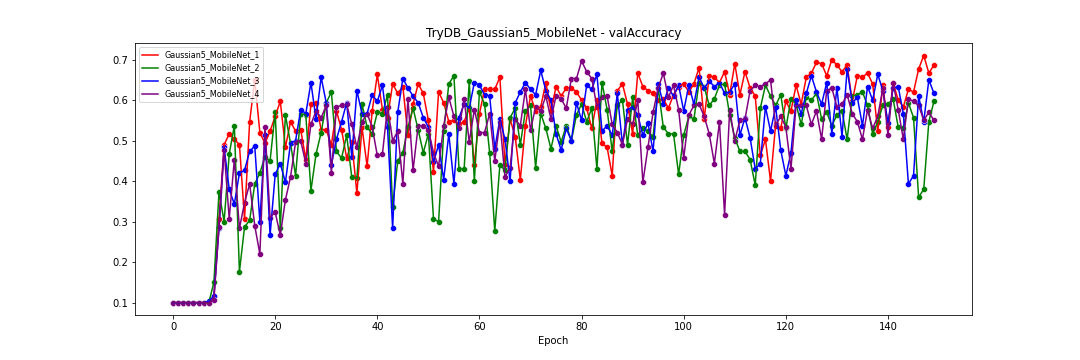 TryDB_Gaussian5_MobileNet - valAccuracy
Gaussian5_MobileNet_1
Gaussian5_MobileNet_2
Gaussian5_MobileNet_3
Gaussian5_MobileNet_4
0.7
0.6
0.5
0.4
0.3
0.2
0.1
0 20 40 60 80 100 120 140
Epoch